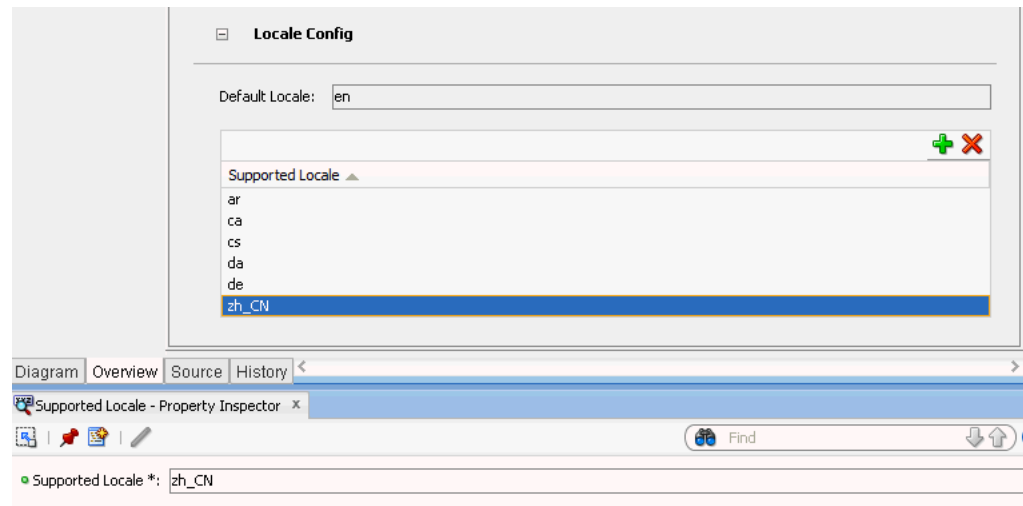 Locale Config
Default Locale: en
Supported Locale
ar
ca
cs
da
de
zh_CN
Diagram Overview Source History
Supported Locale - Property Inspector x
Find
Supported Locale *: zh_CN